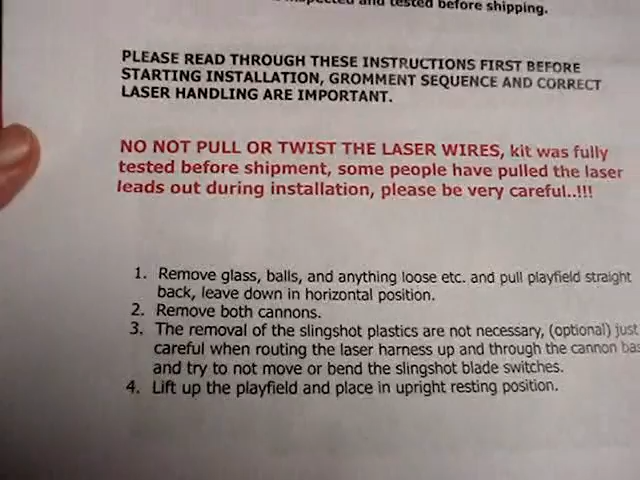 inspected and tested before shipping.
PLEASE READ THROUGH THESE INSTRUCTIONS FIRST BEFORE
STARTING INSTALLATION, GROMMENT SEQUENCE AND CORRECT
LASER HANDLING ARE IMPORTANT.
NO NOT PULL OR TWIST THE LASER WIRES, kit was fully
tested before shipment, some people have pulled the laser
leads out during installation, please be very careful..!!!
1. Remove glass, balls, and anything loose etc. and pull playfield straight
back, leave down in horizontal position.
2. Remove both cannons.
3. The removal of the slingshot plastics are not necessary, (optional) just
careful when routing the laser harness up and through the cannon bas
and try to not move or bend the slingshot blade switches.
4. Lift up the playfield and place in upright resting position.